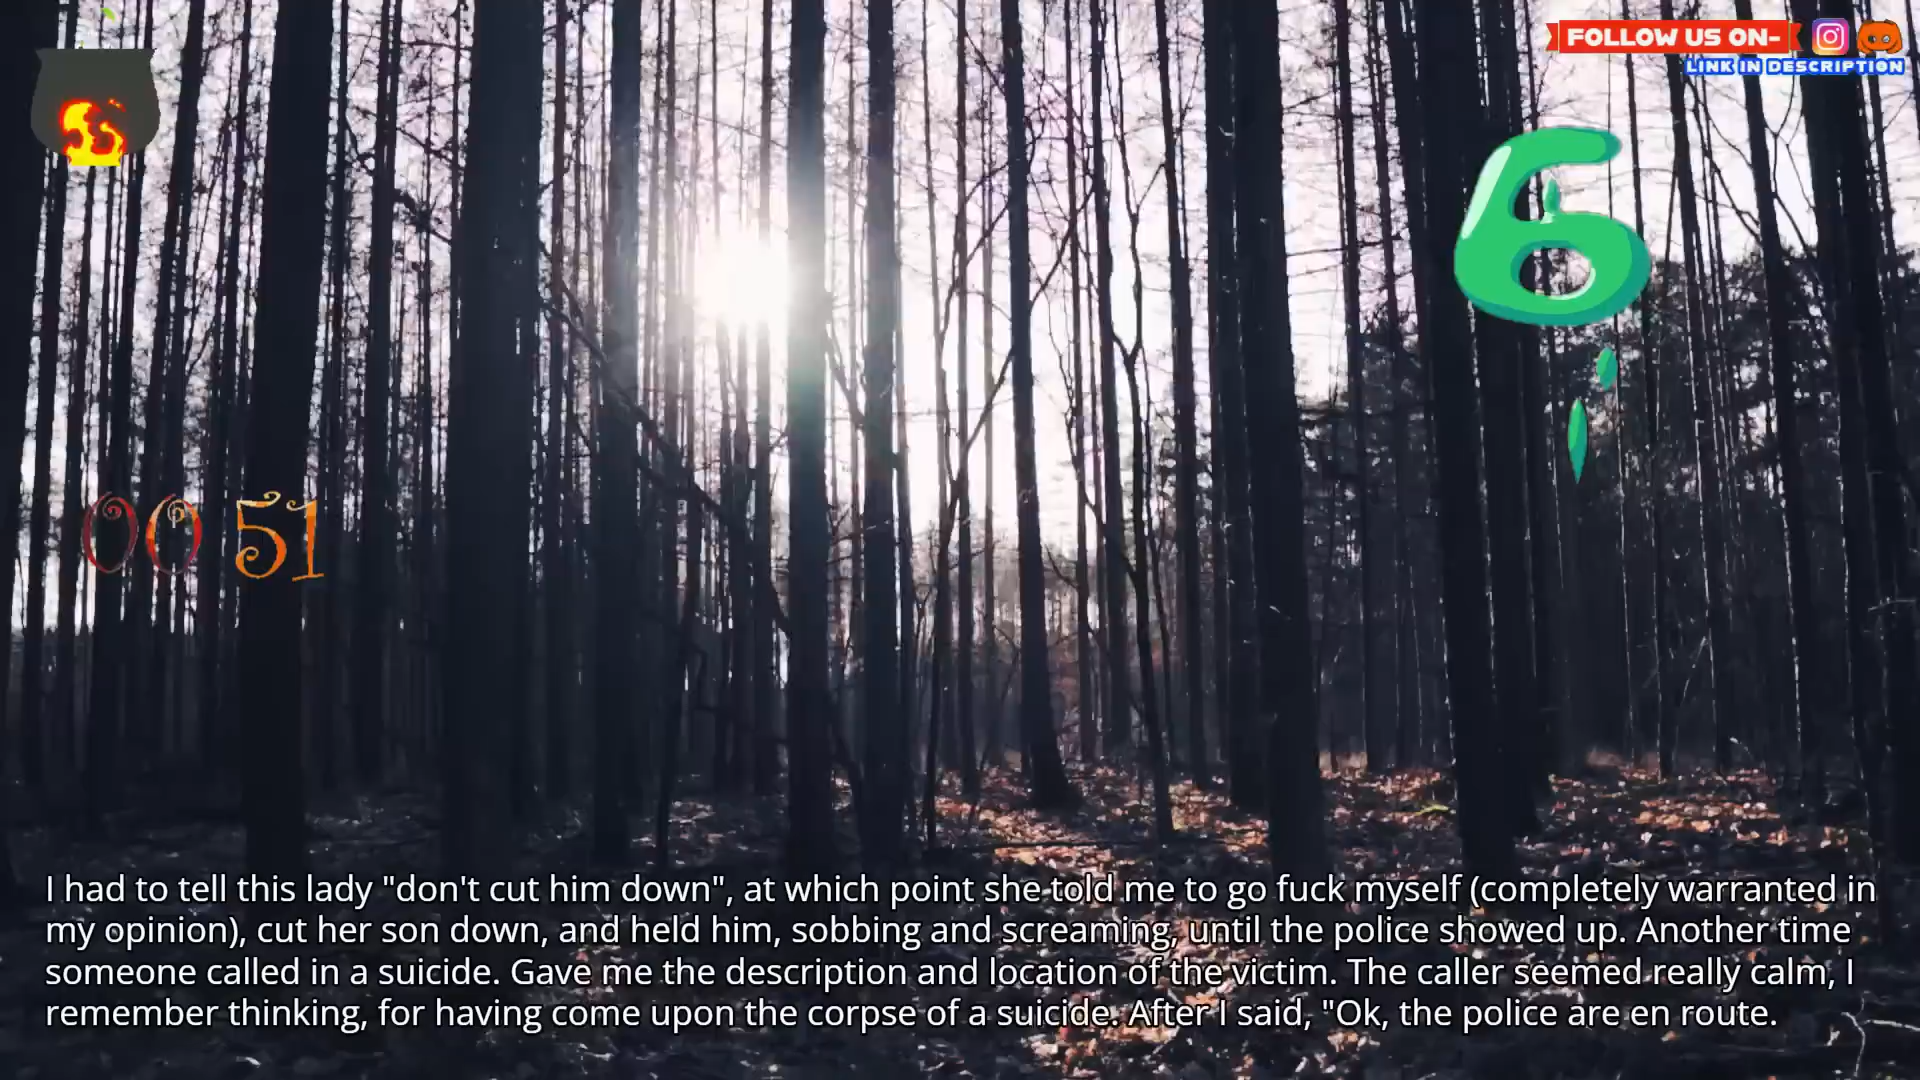 FOLLOW US ON-
LINK IN DESCRIPTION
6
00 51
I had to tell this lady "don't cut him down", at which point she told me to go fuck myself (completely warranted in
my opinion), cut her son down, and held him, sobbing and screaming, until the police showed up. Another time
someone called in a suicide. Gave me the description and location of the victim. The caller seemed really calm, I
remember thinking, for having come upon the corpse of a suicide. After I said, "Ok, the police are en route.